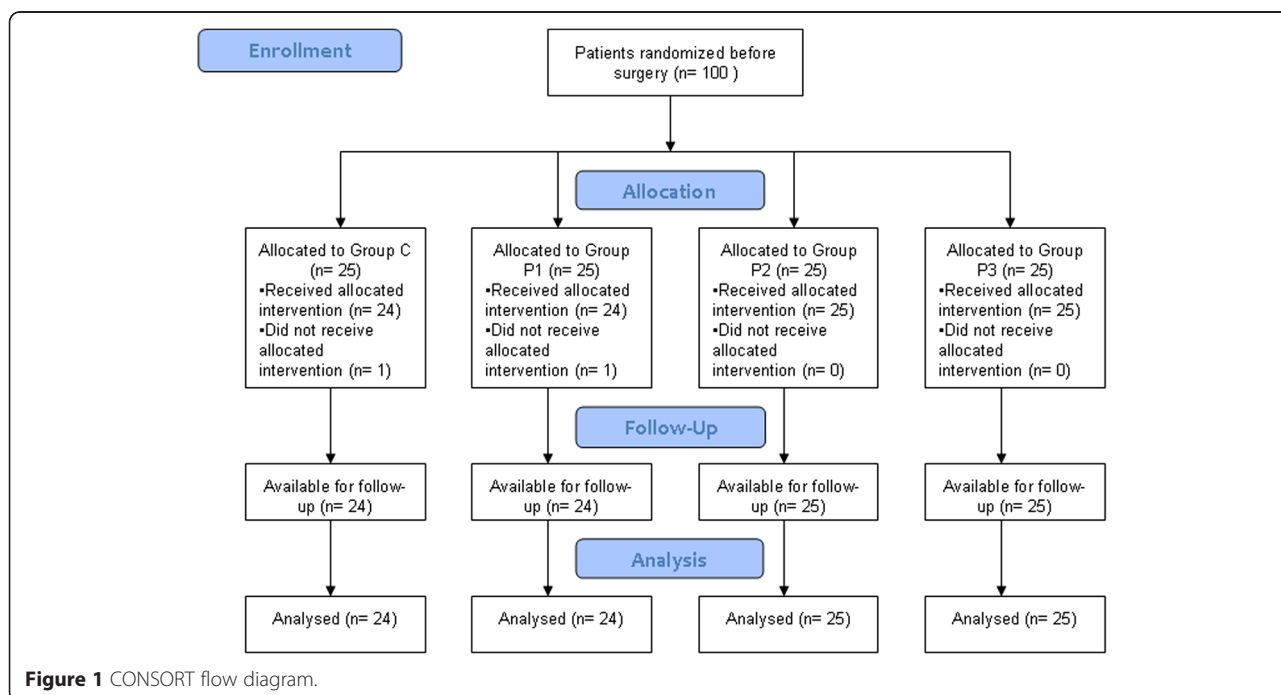 Enrollment
Patients randomized before
surgery (n= 100 )
Allocation
Allocated to Group C
(n= 25)
▪Received allocated
intervention (n= 24)
▪Did not receive
allocated
intervention (n= 1)
Allocated to Group
P1 (n= 25)
▪Received allocated
intervention (n= 24)
▪Did not receive
allocated
intervention (n= 1)
Allocated to Group
P2 (n= 25)
▪Received allocated
intervention (n= 25)
▪Did not receive
allocated
intervention (n= 0)
Allocated to Group
P3 (n= 25)
▪Received allocated
intervention (n= 25)
▪Did not receive
allocated
intervention (n= 0)
Follow-Up
Available for follow-
up (n= 24)
Available for follow-
up (n= 24)
Available for follow-
up (n= 25)
Available for follow-
up (n= 25)
Analysis
Analysed (n= 24)
Analysed (n= 24)
Analysed (n= 25)
Analysed (n= 25)
Figure 1 CONSORT flow diagram.